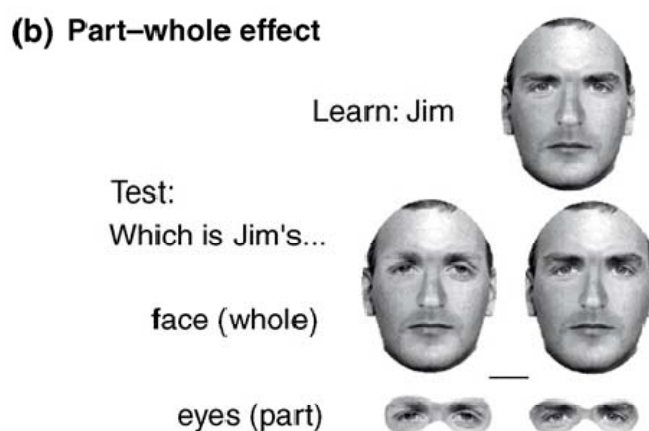 (b) Part–whole effect
Learn: Jim
Test:
Which is Jim's...
face (whole)
eyes (part)